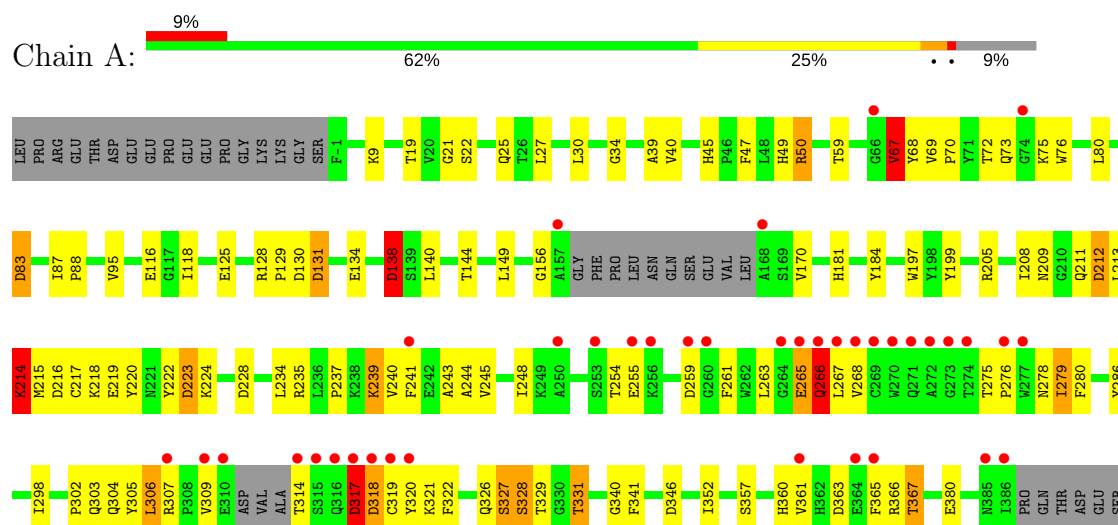 9%
Chain A:
62% 25% • • 9%
LEU PRO ARG GLU THR ASP GLU GLU PRO GLU GLU PRO GLY LYS LYS GLY SER F-1 K9 T19 V20 G21 S22 Q25 T26 L27 L30 G34 A39 V40 H45 P46 F47 L48 H49 R50 T59 G66 V67 Y68 V69 P70 Y71 T72 Q73 G74 K75 W76 L80
D83 I87 P88 V95 E116 G117 I118 E125 R128 P129 D130 D131 E134 D138 S139 L140 T144 L149 G156 A157 GLY PHE PRO LEU ASN GLN SER GLU VAL LEU A168 S169 V170 H181 Y184 W197 Y198 Y199 R205 I208 N209 G210 Q211 D212
K214 M215 D216 C217 K218 E219 Y220 N221 Y222 D223 K224 D228 L234 R235 L236 P237 K238 K239 V240 F241 E242 A243 A244 V245 I248 K249 A250 S253 T254 E255 K256 D259 G260 F261 W262 L263 G264 E265 Q266 L267 V268 C269 W270 Q271 A272 G273 T274 T275 P276 W277 N278 I279 F280
I298 P302 Q303 Q304 Y305 L306 R307 P308 V309 E310 ASP VAL ALA T314 S315 Q316 D317 D318 C319 Y320 K321 F322 Q326 S327 S328 T329 G330 T331 G340 F341 D346 I352 S357 H360 V361 H362 D363 E364 F365 R366 T367 E380 N385 I386 PRO GLN THR ASP GLU